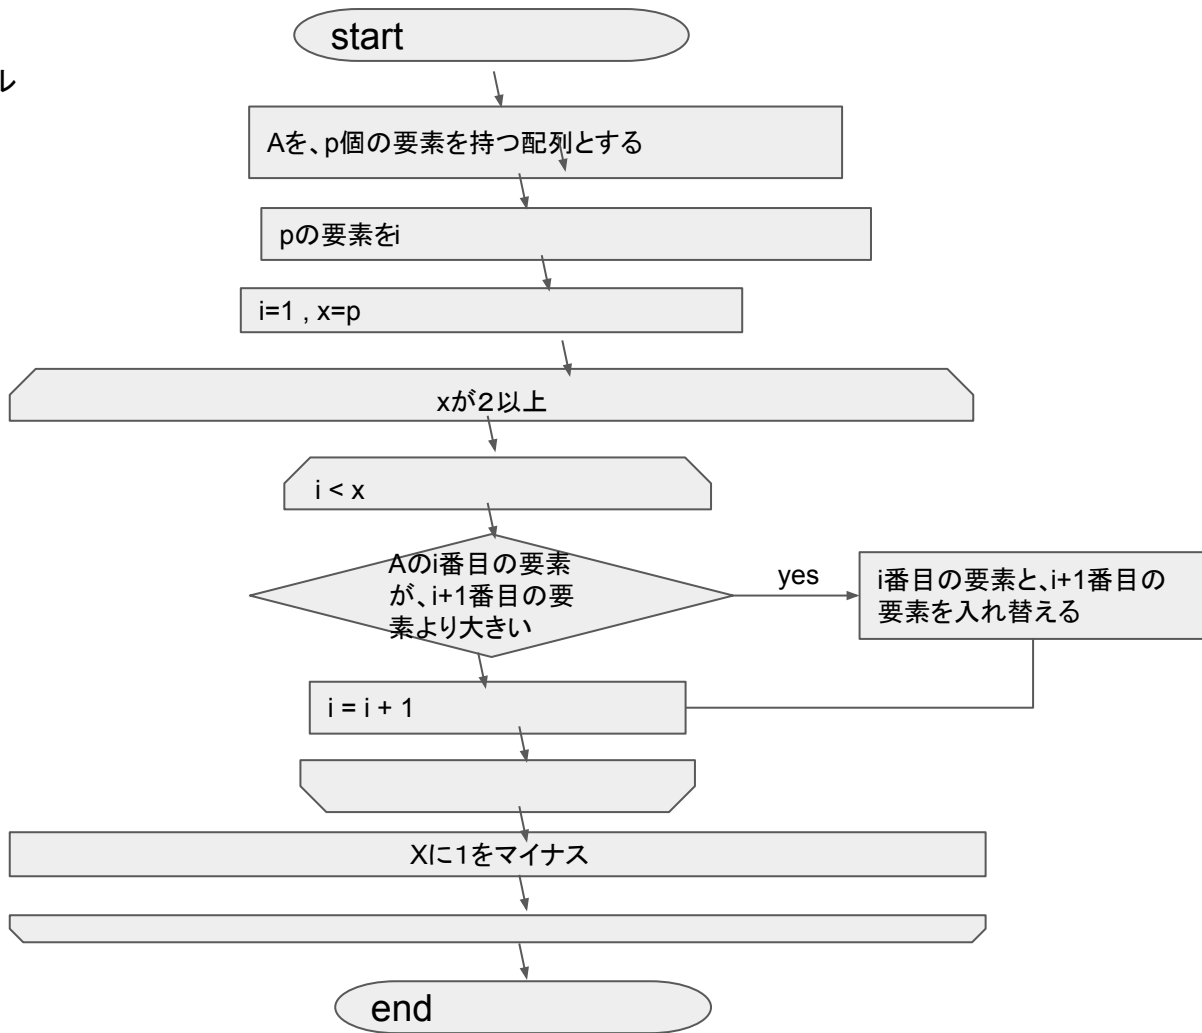 start
ル
Aを、p個の要素を持つ配列とする
pの要素をi
i=1 , x=p
xが２以上
i < x
Aのi番目の要素
が、i+1番目の要
素より大きい
yes
i番目の要素と、i+1番目の
要素を入れ替える
i = i + 1
Xに１をマイナス
end